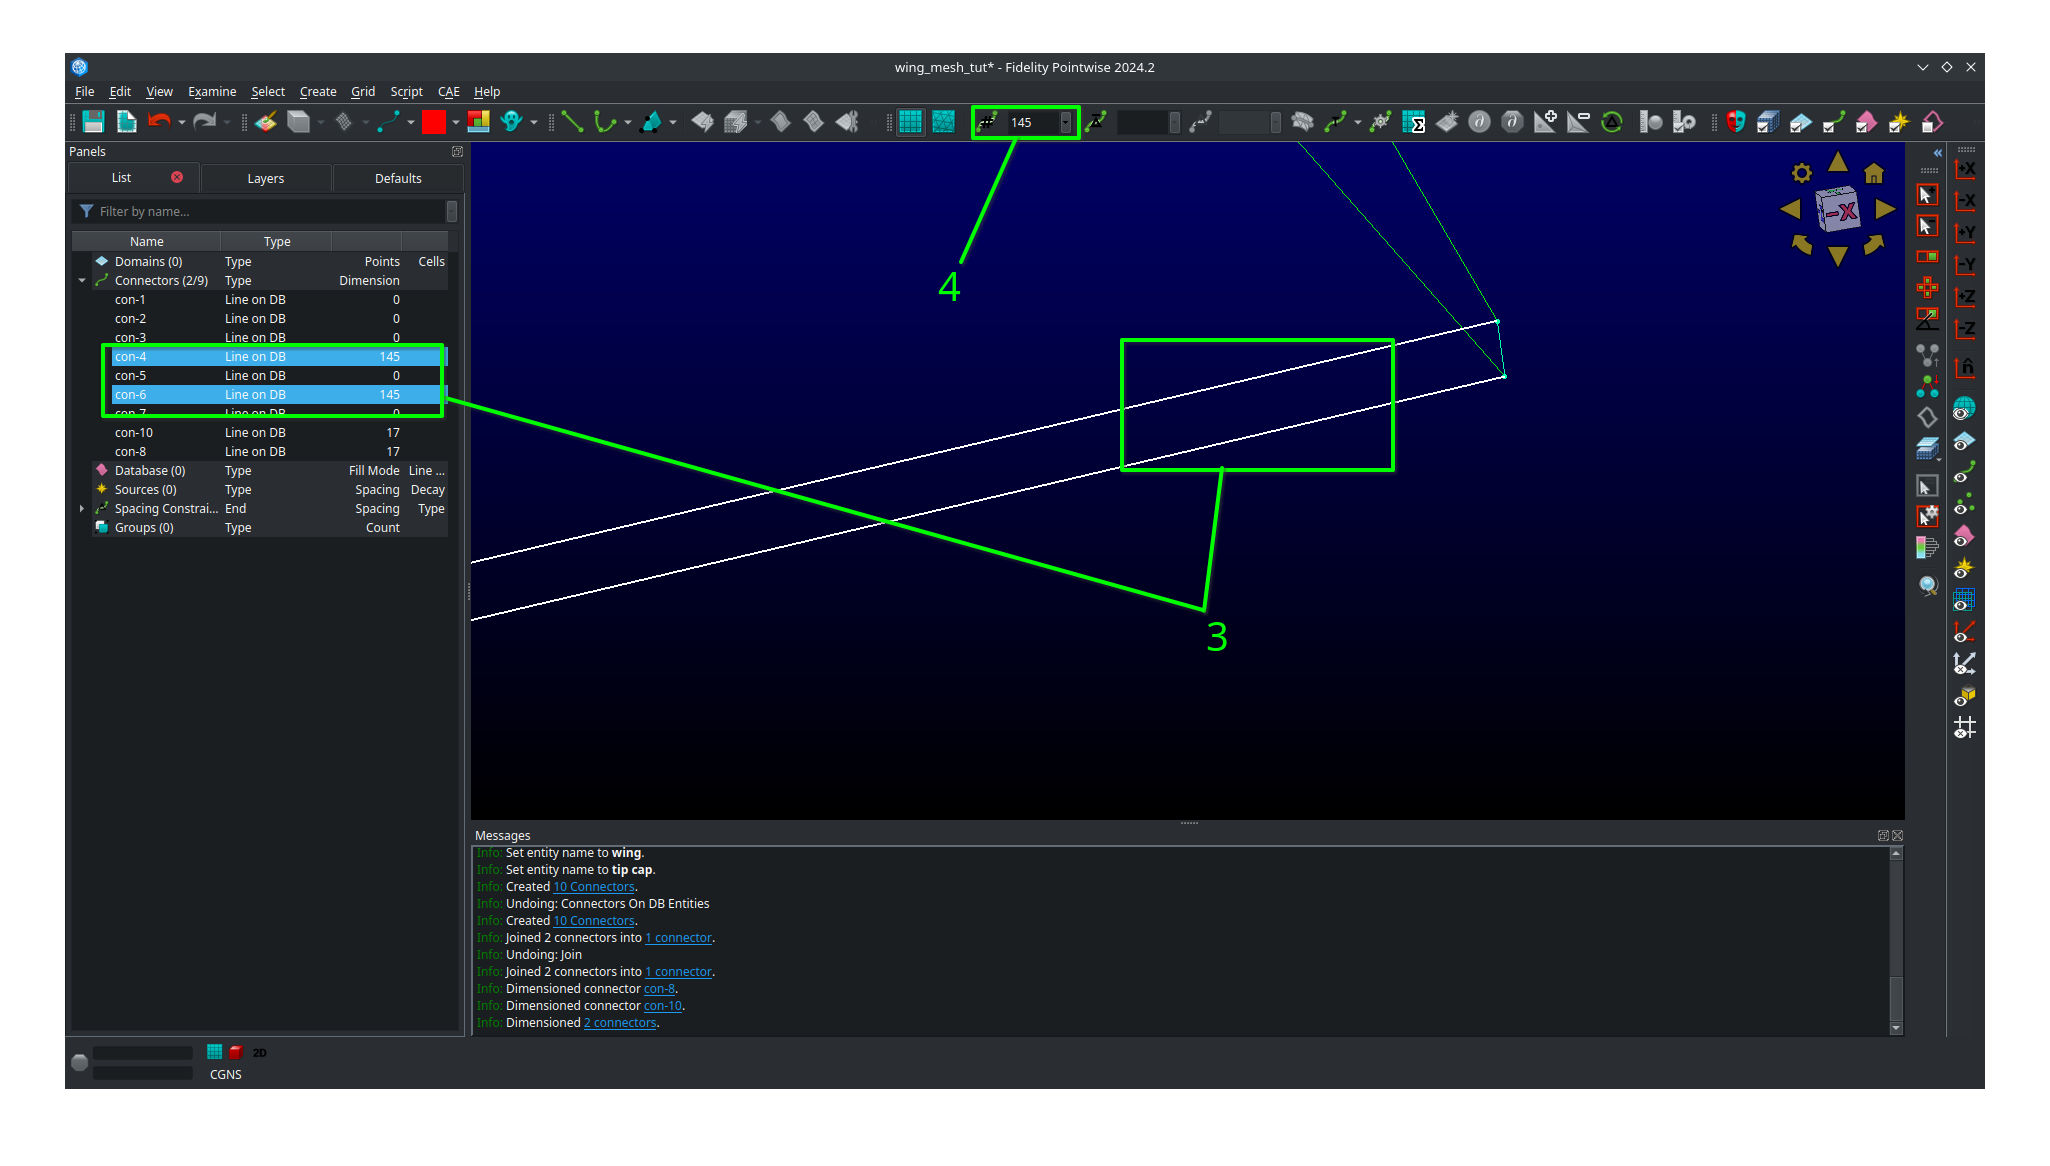 wing_mesh_tut* - Fidelity Pointwise 2024.2
File Edit View Examine Select Create Grid Script CAE Help
145
Panels
List Layers Defaults
Filter by name...
Name Type
Domains (0) Type Points Cells
Connectors (2/9) Type Dimension
con-1 Line on DB 0
con-2 Line on DB 0
con-3 Line on DB 0
con-4 Line on DB 145
con-5 Line on DB 0
con-6 Line on DB 145
con-7 Line on DB 0
con-10 Line on DB 17
con-8 Line on DB 17
Database (0) Type Fill Mode Line ...
Sources (0) Type Spacing Decay
Spacing Constrai... End Spacing Type
Groups (0) Type Count
4
3
-X
+X
-X
+Y
-Y
+Z
-Z
n̂
Messages
Info: Set entity name to wing.
Info: Set entity name to tip cap.
Info: Created 10 Connectors.
Info: Undoing: Connectors On DB Entities
Info: Created 10 Connectors.
Info: Joined 2 connectors into 1 connector.
Info: Undoing: Join
Info: Joined 2 connectors into 1 connector.
Info: Dimensioned connector con-8.
Info: Dimensioned connector con-10.
Info: Dimensioned 2 connectors.
2D
CGNS